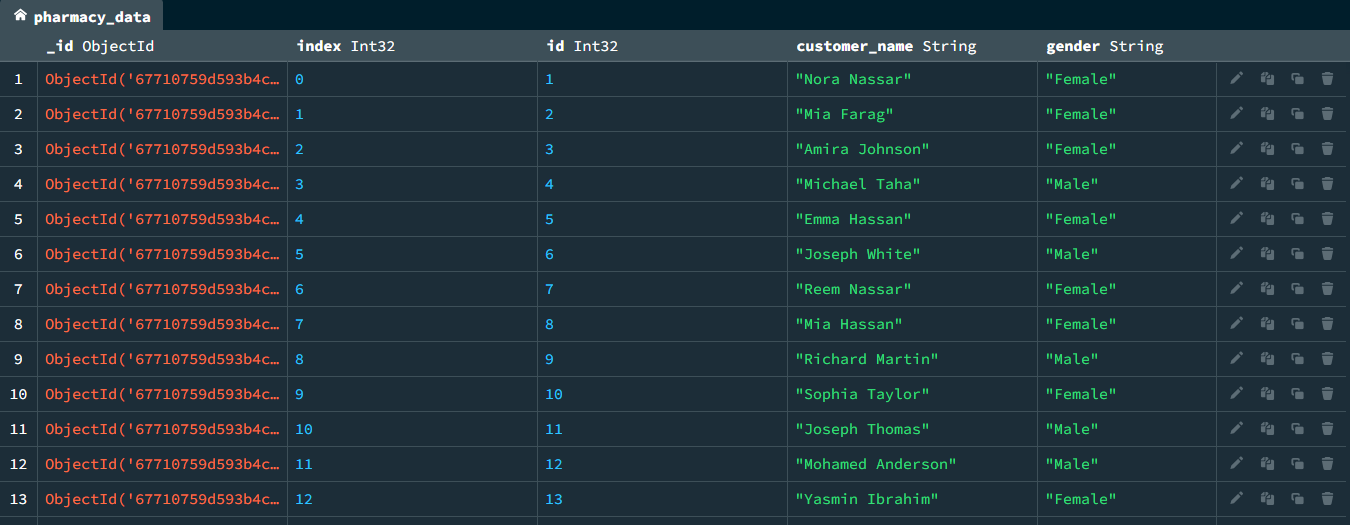 pharmacy_data
_id ObjectId index Int32 id Int32 customer_name String gender String
1 ObjectId('67710759d593b4c… 0 1 "Nora Nassar" "Female"
2 ObjectId('67710759d593b4c… 1 2 "Mia Farag" "Female"
3 ObjectId('67710759d593b4c… 2 3 "Amira Johnson" "Female"
4 ObjectId('67710759d593b4c… 3 4 "Michael Taha" "Male"
5 ObjectId('67710759d593b4c… 4 5 "Emma Hassan" "Female"
6 ObjectId('67710759d593b4c… 5 6 "Joseph White" "Male"
7 ObjectId('67710759d593b4c… 6 7 "Reem Nassar" "Female"
8 ObjectId('67710759d593b4c… 7 8 "Mia Hassan" "Female"
9 ObjectId('67710759d593b4c… 8 9 "Richard Martin" "Male"
10 ObjectId('67710759d593b4c… 9 10 "Sophia Taylor" "Female"
11 ObjectId('67710759d593b4c… 10 11 "Joseph Thomas" "Male"
12 ObjectId('67710759d593b4c… 11 12 "Mohamed Anderson" "Male"
13 ObjectId('67710759d593b4c… 12 13 "Yasmin Ibrahim" "Female"